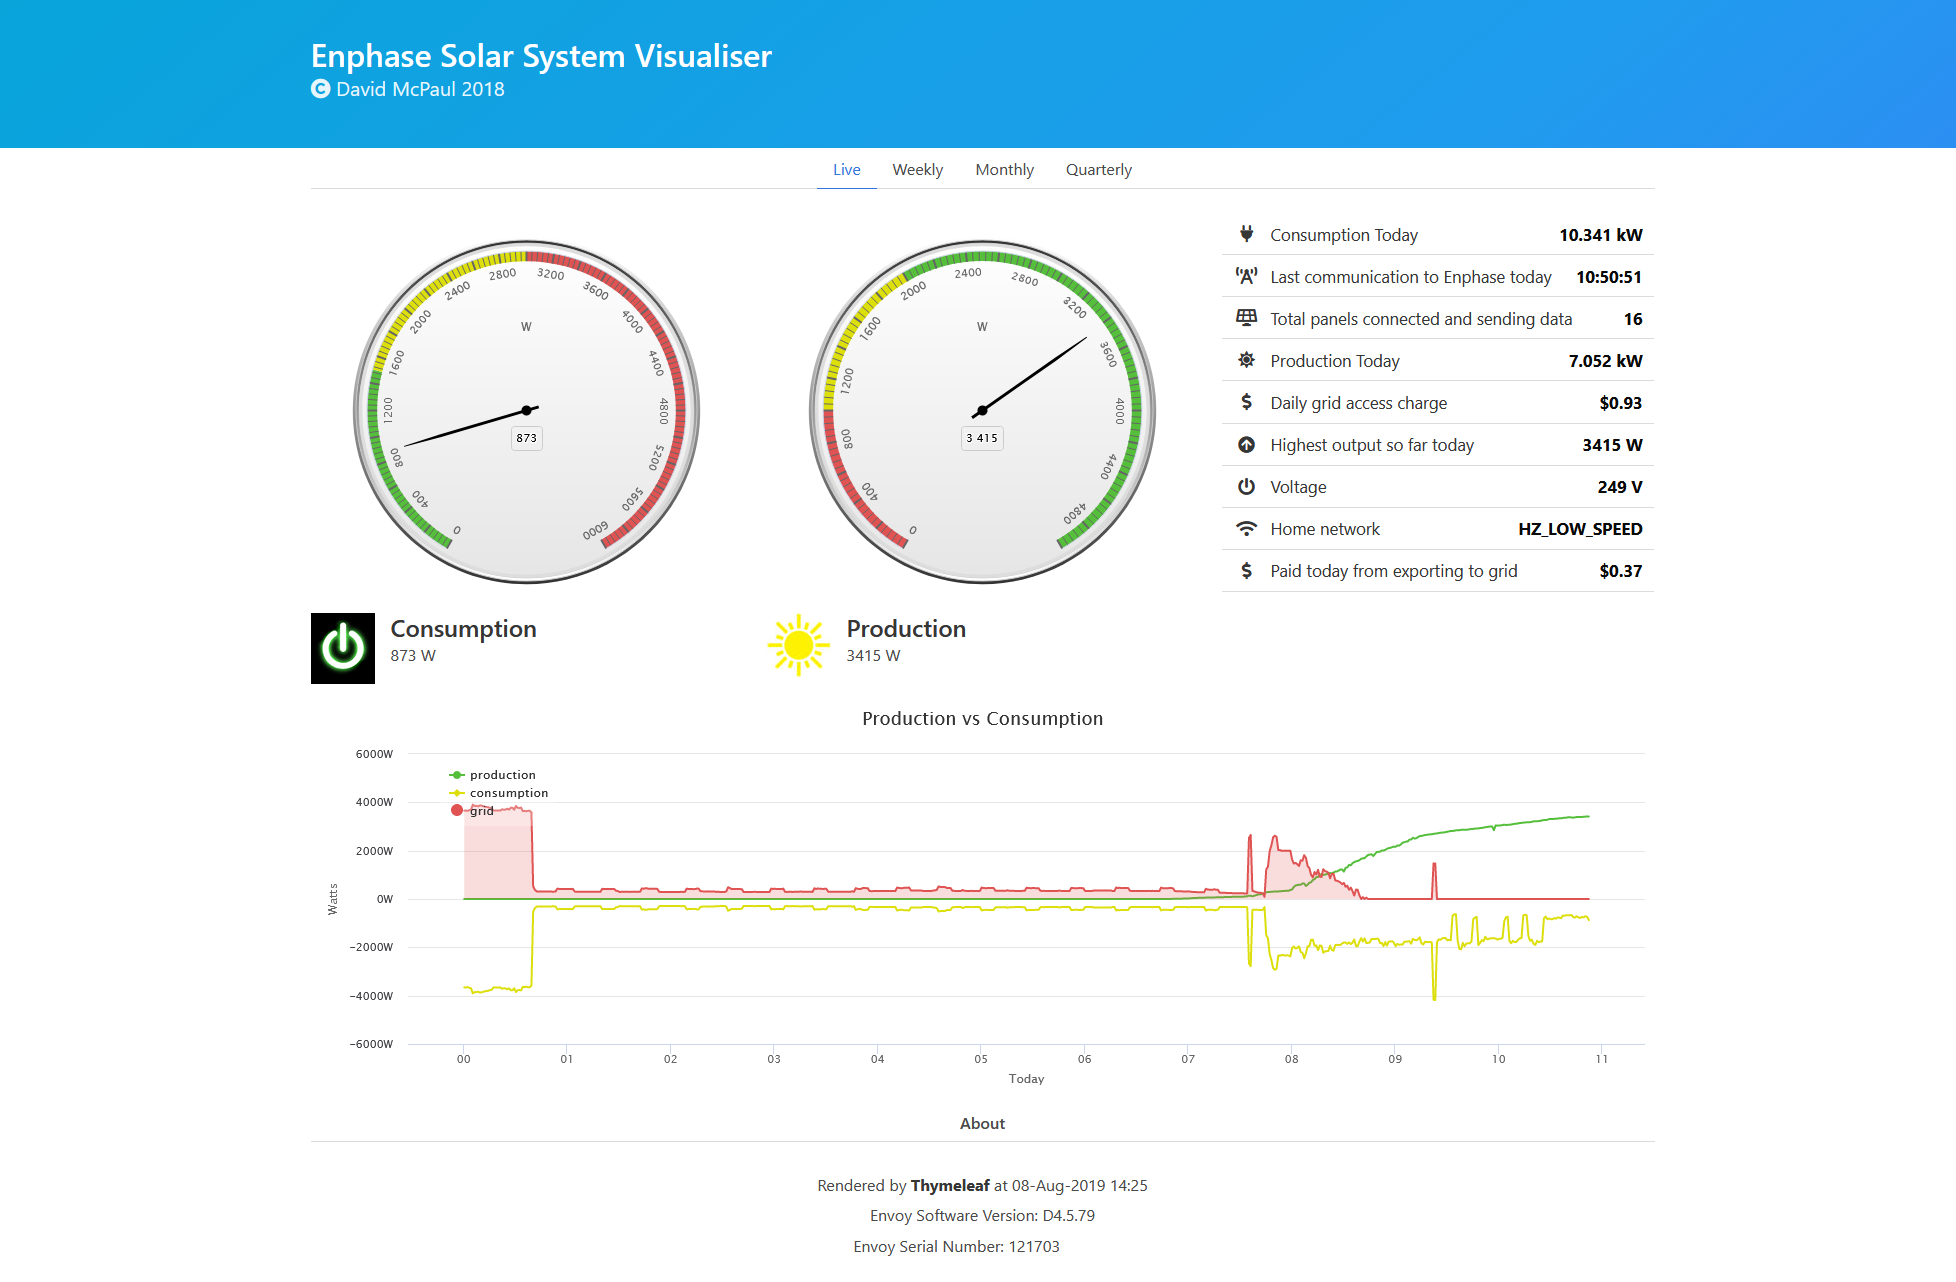 Enphase Solar System Visualiser
© David McPaul 2018
Live Weekly Monthly Quarterly
W
0 400 800 1200 1600 2000 2400 2800 3200 3600 4000 4400 4800 5200 5600 6000
873
W
0 400 800 1200 1600 2000 2400 2800 3200 3600 4000 4400 4800
3 415
Consumption Today 10.341 kW
Last communication to Enphase today 10:50:51
Total panels connected and sending data 16
Production Today 7.052 kW
Daily grid access charge $0.93
Highest output so far today 3415 W
Voltage 249 V
Home network HZ_LOW_SPEED
Paid today from exporting to grid $0.37
Consumption
873 W
Production
3415 W
Production vs Consumption
6000W
4000W
2000W
0W
-2000W
-4000W
-6000W
Watts
production
consumption
grid
00 01 02 03 04 05 06 07 08 09 10 11
Today
About
Rendered by Thymeleaf at 08-Aug-2019 14:25
Envoy Software Version: D4.5.79
Envoy Serial Number: 121703